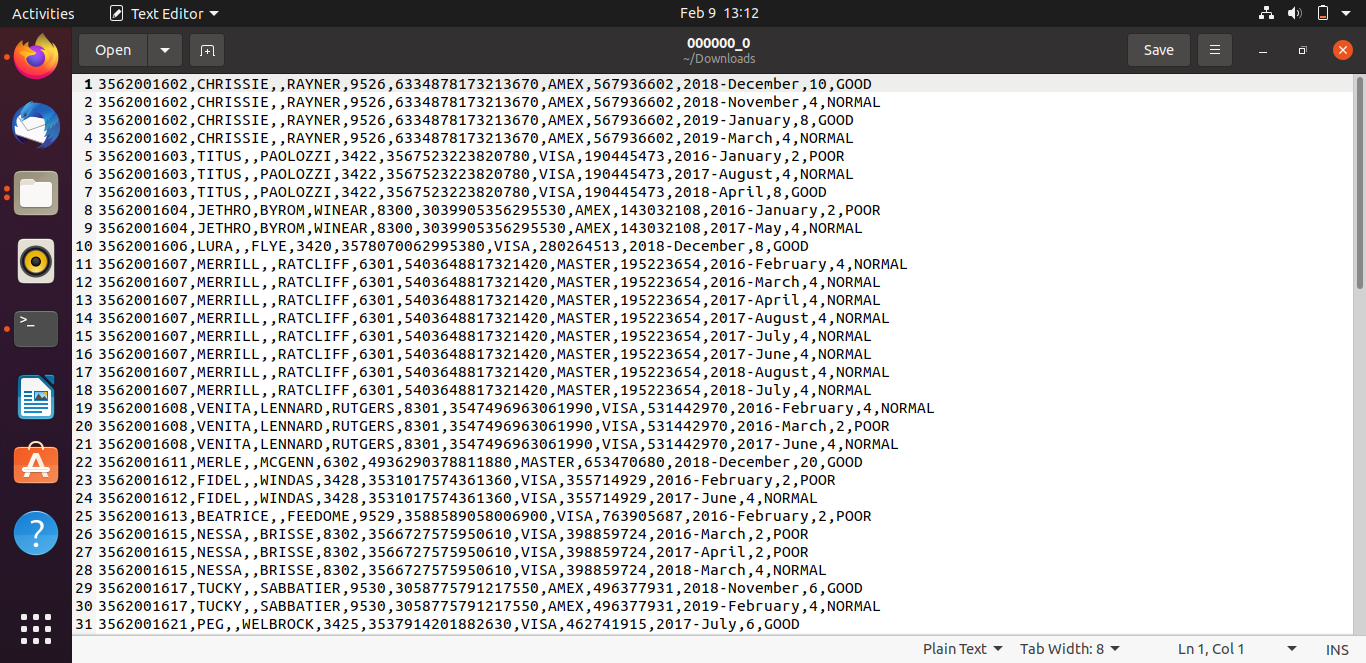 Activities Text Editor Feb 9 13:12
Open 000000_0 Save
~/Downloads
1 3562001602,CHRISSIE,,RAYNER,9526,6334878173213670,AMEX,567936602,2018-December,10,GOOD
2 3562001602,CHRISSIE,,RAYNER,9526,6334878173213670,AMEX,567936602,2018-November,4,NORMAL
3 3562001602,CHRISSIE,,RAYNER,9526,6334878173213670,AMEX,567936602,2019-January,8,GOOD
4 3562001602,CHRISSIE,,RAYNER,9526,6334878173213670,AMEX,567936602,2019-March,4,NORMAL
5 3562001603,TITUS,,PAOLOZZI,3422,3567523223820780,VISA,190445473,2016-January,2,POOR
6 3562001603,TITUS,,PAOLOZZI,3422,3567523223820780,VISA,190445473,2017-August,4,NORMAL
7 3562001603,TITUS,,PAOLOZZI,3422,3567523223820780,VISA,190445473,2018-April,8,GOOD
8 3562001604,JETHRO,BYROM,WINEAR,8300,3039905356295530,AMEX,143032108,2016-January,2,POOR
9 3562001604,JETHRO,BYROM,WINEAR,8300,3039905356295530,AMEX,143032108,2017-May,4,NORMAL
10 3562001606,LURA,,FLYE,3420,3578070062995380,VISA,280264513,2018-December,8,GOOD
11 3562001607,MERRILL,,RATCLIFF,6301,5403648817321420,MASTER,195223654,2016-February,4,NORMAL
12 3562001607,MERRILL,,RATCLIFF,6301,5403648817321420,MASTER,195223654,2016-March,4,NORMAL
13 3562001607,MERRILL,,RATCLIFF,6301,5403648817321420,MASTER,195223654,2017-April,4,NORMAL
14 3562001607,MERRILL,,RATCLIFF,6301,5403648817321420,MASTER,195223654,2017-August,4,NORMAL
15 3562001607,MERRILL,,RATCLIFF,6301,5403648817321420,MASTER,195223654,2017-July,4,NORMAL
16 3562001607,MERRILL,,RATCLIFF,6301,5403648817321420,MASTER,195223654,2017-June,4,NORMAL
17 3562001607,MERRILL,,RATCLIFF,6301,5403648817321420,MASTER,195223654,2018-August,4,NORMAL
18 3562001607,MERRILL,,RATCLIFF,6301,5403648817321420,MASTER,195223654,2018-July,4,NORMAL
19 3562001608,VENITA,LENNARD,RUTGERS,8301,3547496963061990,VISA,531442970,2016-February,4,NORMAL
20 3562001608,VENITA,LENNARD,RUTGERS,8301,3547496963061990,VISA,531442970,2016-March,2,POOR
21 3562001608,VENITA,LENNARD,RUTGERS,8301,3547496963061990,VISA,531442970,2017-June,4,NORMAL
22 3562001611,MERLE,,MCGENN,6302,4936290378811880,MASTER,653470680,2018-December,20,GOOD
23 3562001612,FIDEL,,WINDAS,3428,3531017574361360,VISA,355714929,2016-February,2,POOR
24 3562001612,FIDEL,,WINDAS,3428,3531017574361360,VISA,355714929,2017-June,4,NORMAL
25 3562001613,BEATRICE,,FEEDOME,9529,3588589058006900,VISA,763905687,2016-February,2,POOR
26 3562001615,NESSA,,BRISSE,8302,3566727575950610,VISA,398859724,2016-March,2,POOR
27 3562001615,NESSA,,BRISSE,8302,3566727575950610,VISA,398859724,2017-April,2,POOR
28 3562001615,NESSA,,BRISSE,8302,3566727575950610,VISA,398859724,2018-March,4,NORMAL
29 3562001617,TUCKY,,SABBATIER,9530,3058775791217550,AMEX,496377931,2018-November,6,GOOD
30 3562001617,TUCKY,,SABBATIER,9530,3058775791217550,AMEX,496377931,2019-February,4,NORMAL
31 3562001621,PEG,,WELBROCK,3425,3537914201882630,VISA,462741915,2017-July,6,GOOD
Plain Text Tab Width: 8 Ln 1, Col 1 INS